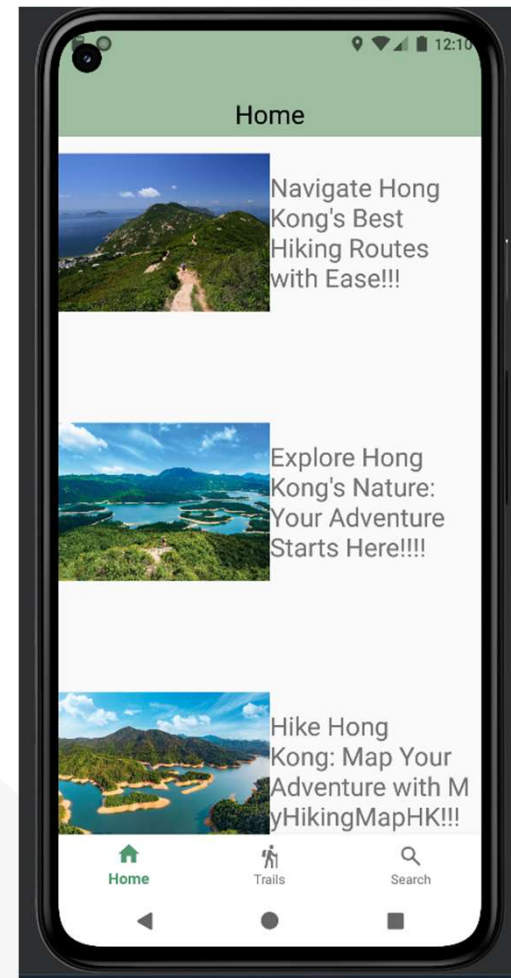 12:10
Home
Navigate Hong
Kong's Best
Hiking Routes
with Ease!!!
Explore Hong
Kong's Nature:
Your Adventure
Starts Here!!!!
Hike Hong
Kong: Map Your
Adventure with M
yHikingMapHK!!!
Home
Trails
Search